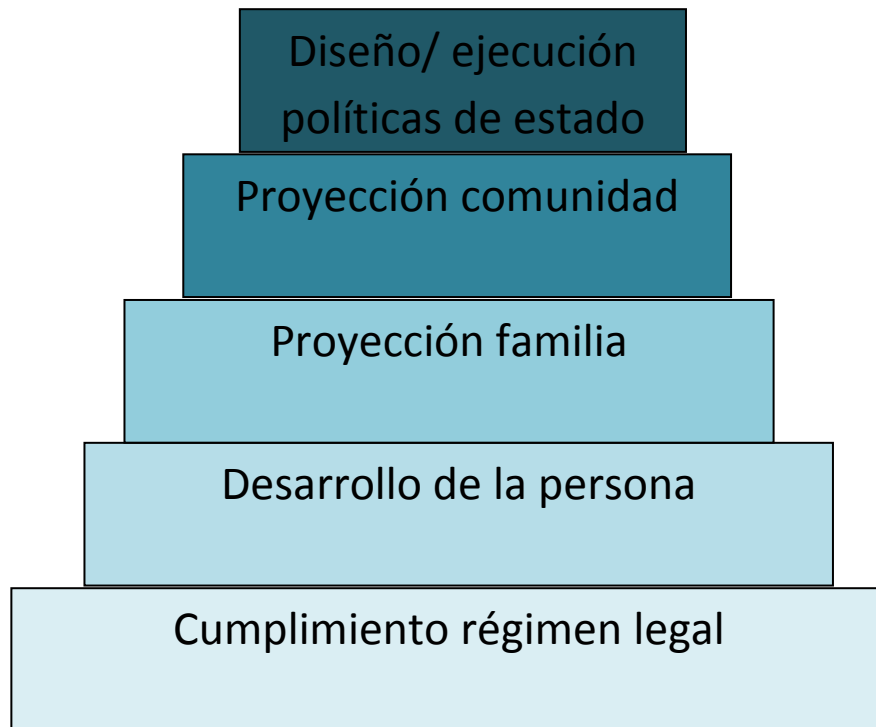 Diseño/ ejecución
políticas de estado
Proyección comunidad
Proyección familia
Desarrollo de la persona
Cumplimiento régimen legal